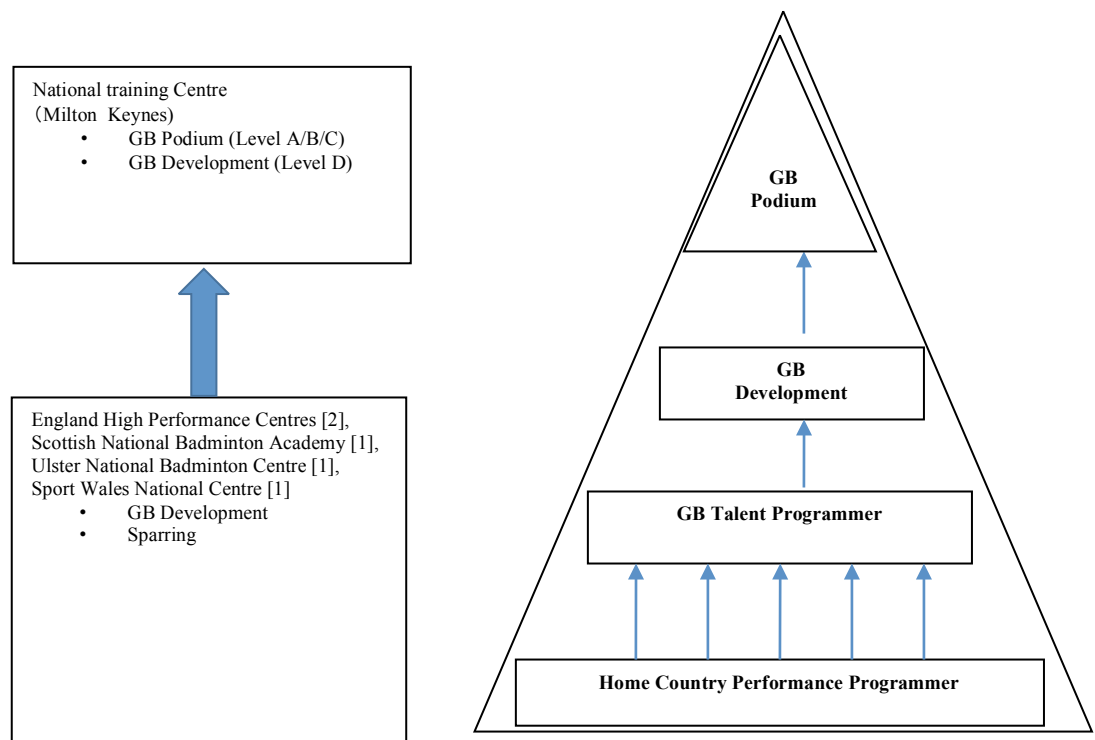 National training Centre
（Milton Keynes)
• GB Podium (Level A/B/C)
• GB Development (Level D)
England High Performance Centres [2],
Scottish National Badminton Academy [1],
Ulster National Badminton Centre [1],
Sport Wales National Centre [1]
• GB Development
• Sparring
GB
Podium
GB
Development
GB Talent Programmer
Home Country Performance Programmer